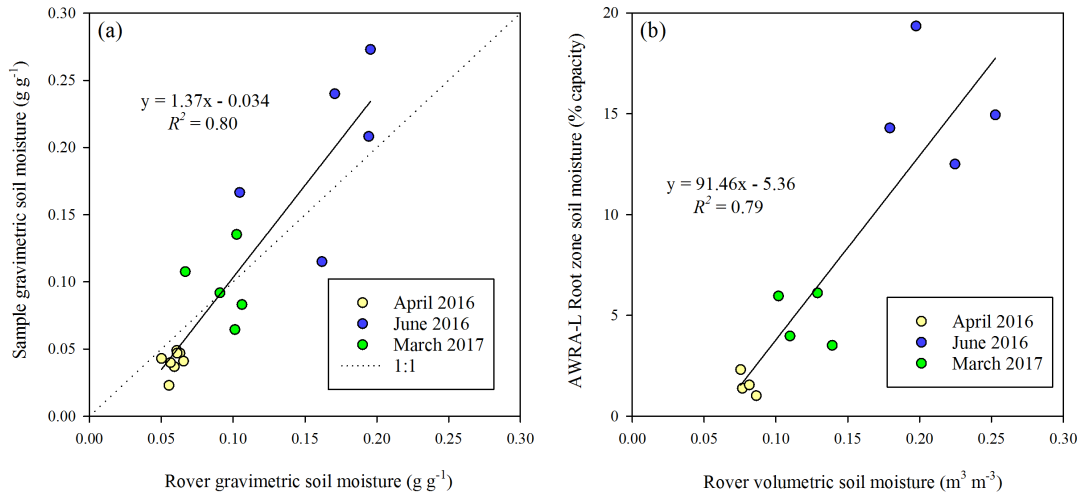 (a)
y = 1.37x - 0.034
R² = 0.80
Sample gravimetric soil moisture (g g⁻¹)
0.30
0.25
0.20
0.15
0.10
0.05
0.00
April 2016
June 2016
March 2017
1:1
0.00 0.05 0.10 0.15 0.20 0.25 0.30
Rover gravimetric soil moisture (g g⁻¹)
(b)
y = 91.46x - 5.36
R² = 0.79
AWRA-L Root zone soil moisture (% capacity)
20
15
10
5
0
April 2016
June 2016
March 2017
0.00 0.05 0.10 0.15 0.20 0.25 0.30
Rover volumetric soil moisture (m³ m⁻³)